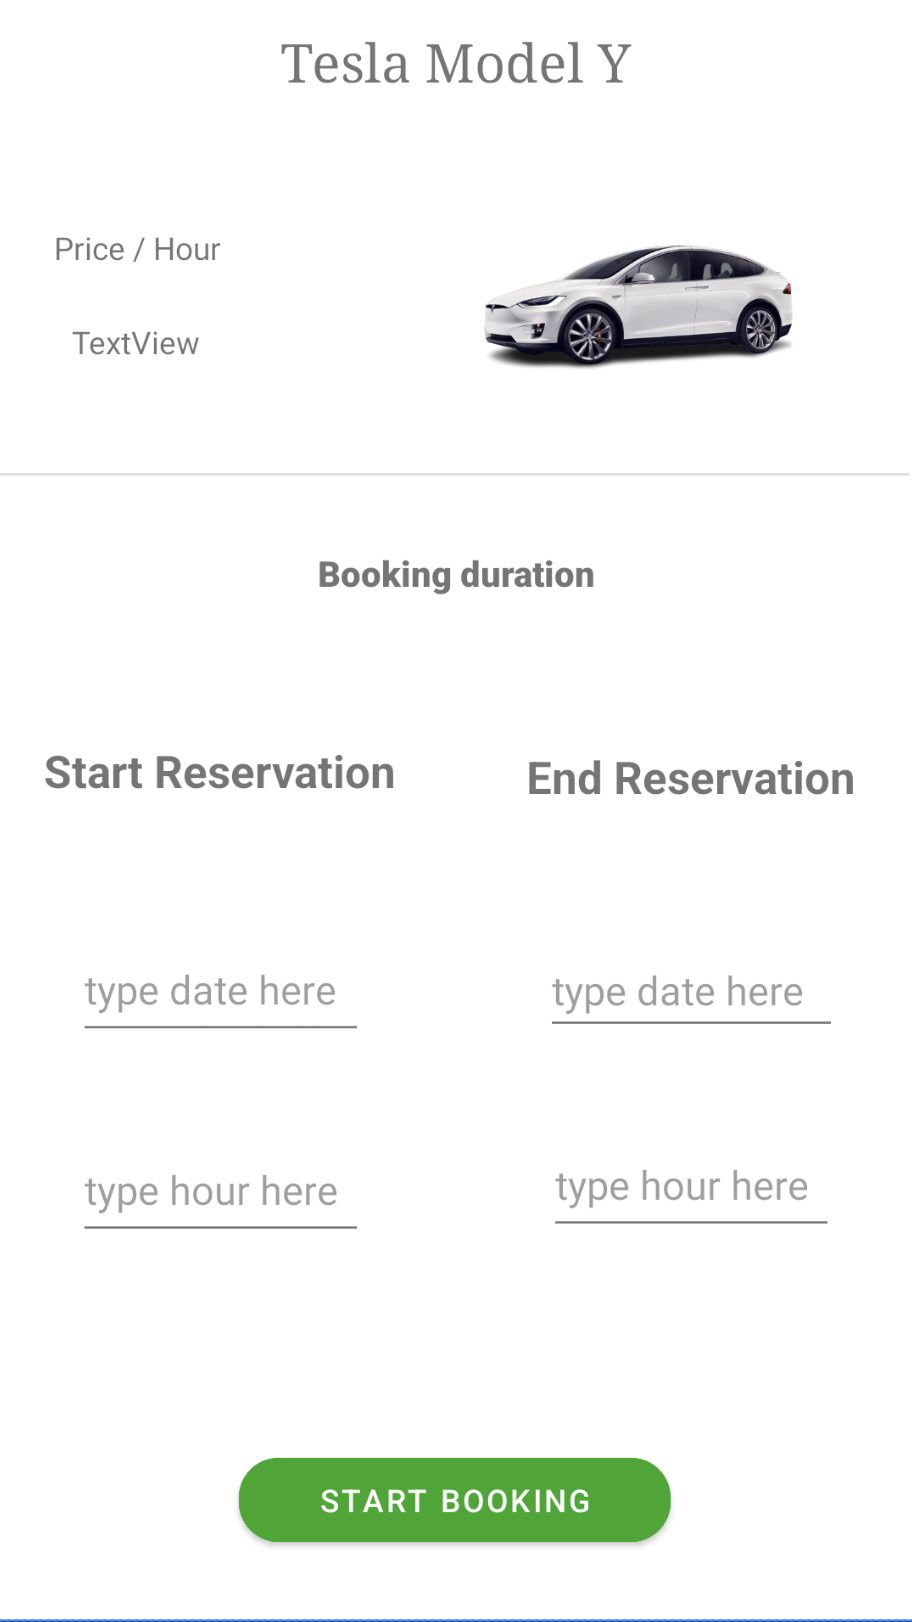 Tesla Model Y
Price / Hour
TextView
Booking duration
Start Reservation
End Reservation
type date here
type date here
type hour here
type hour here
START BOOKING